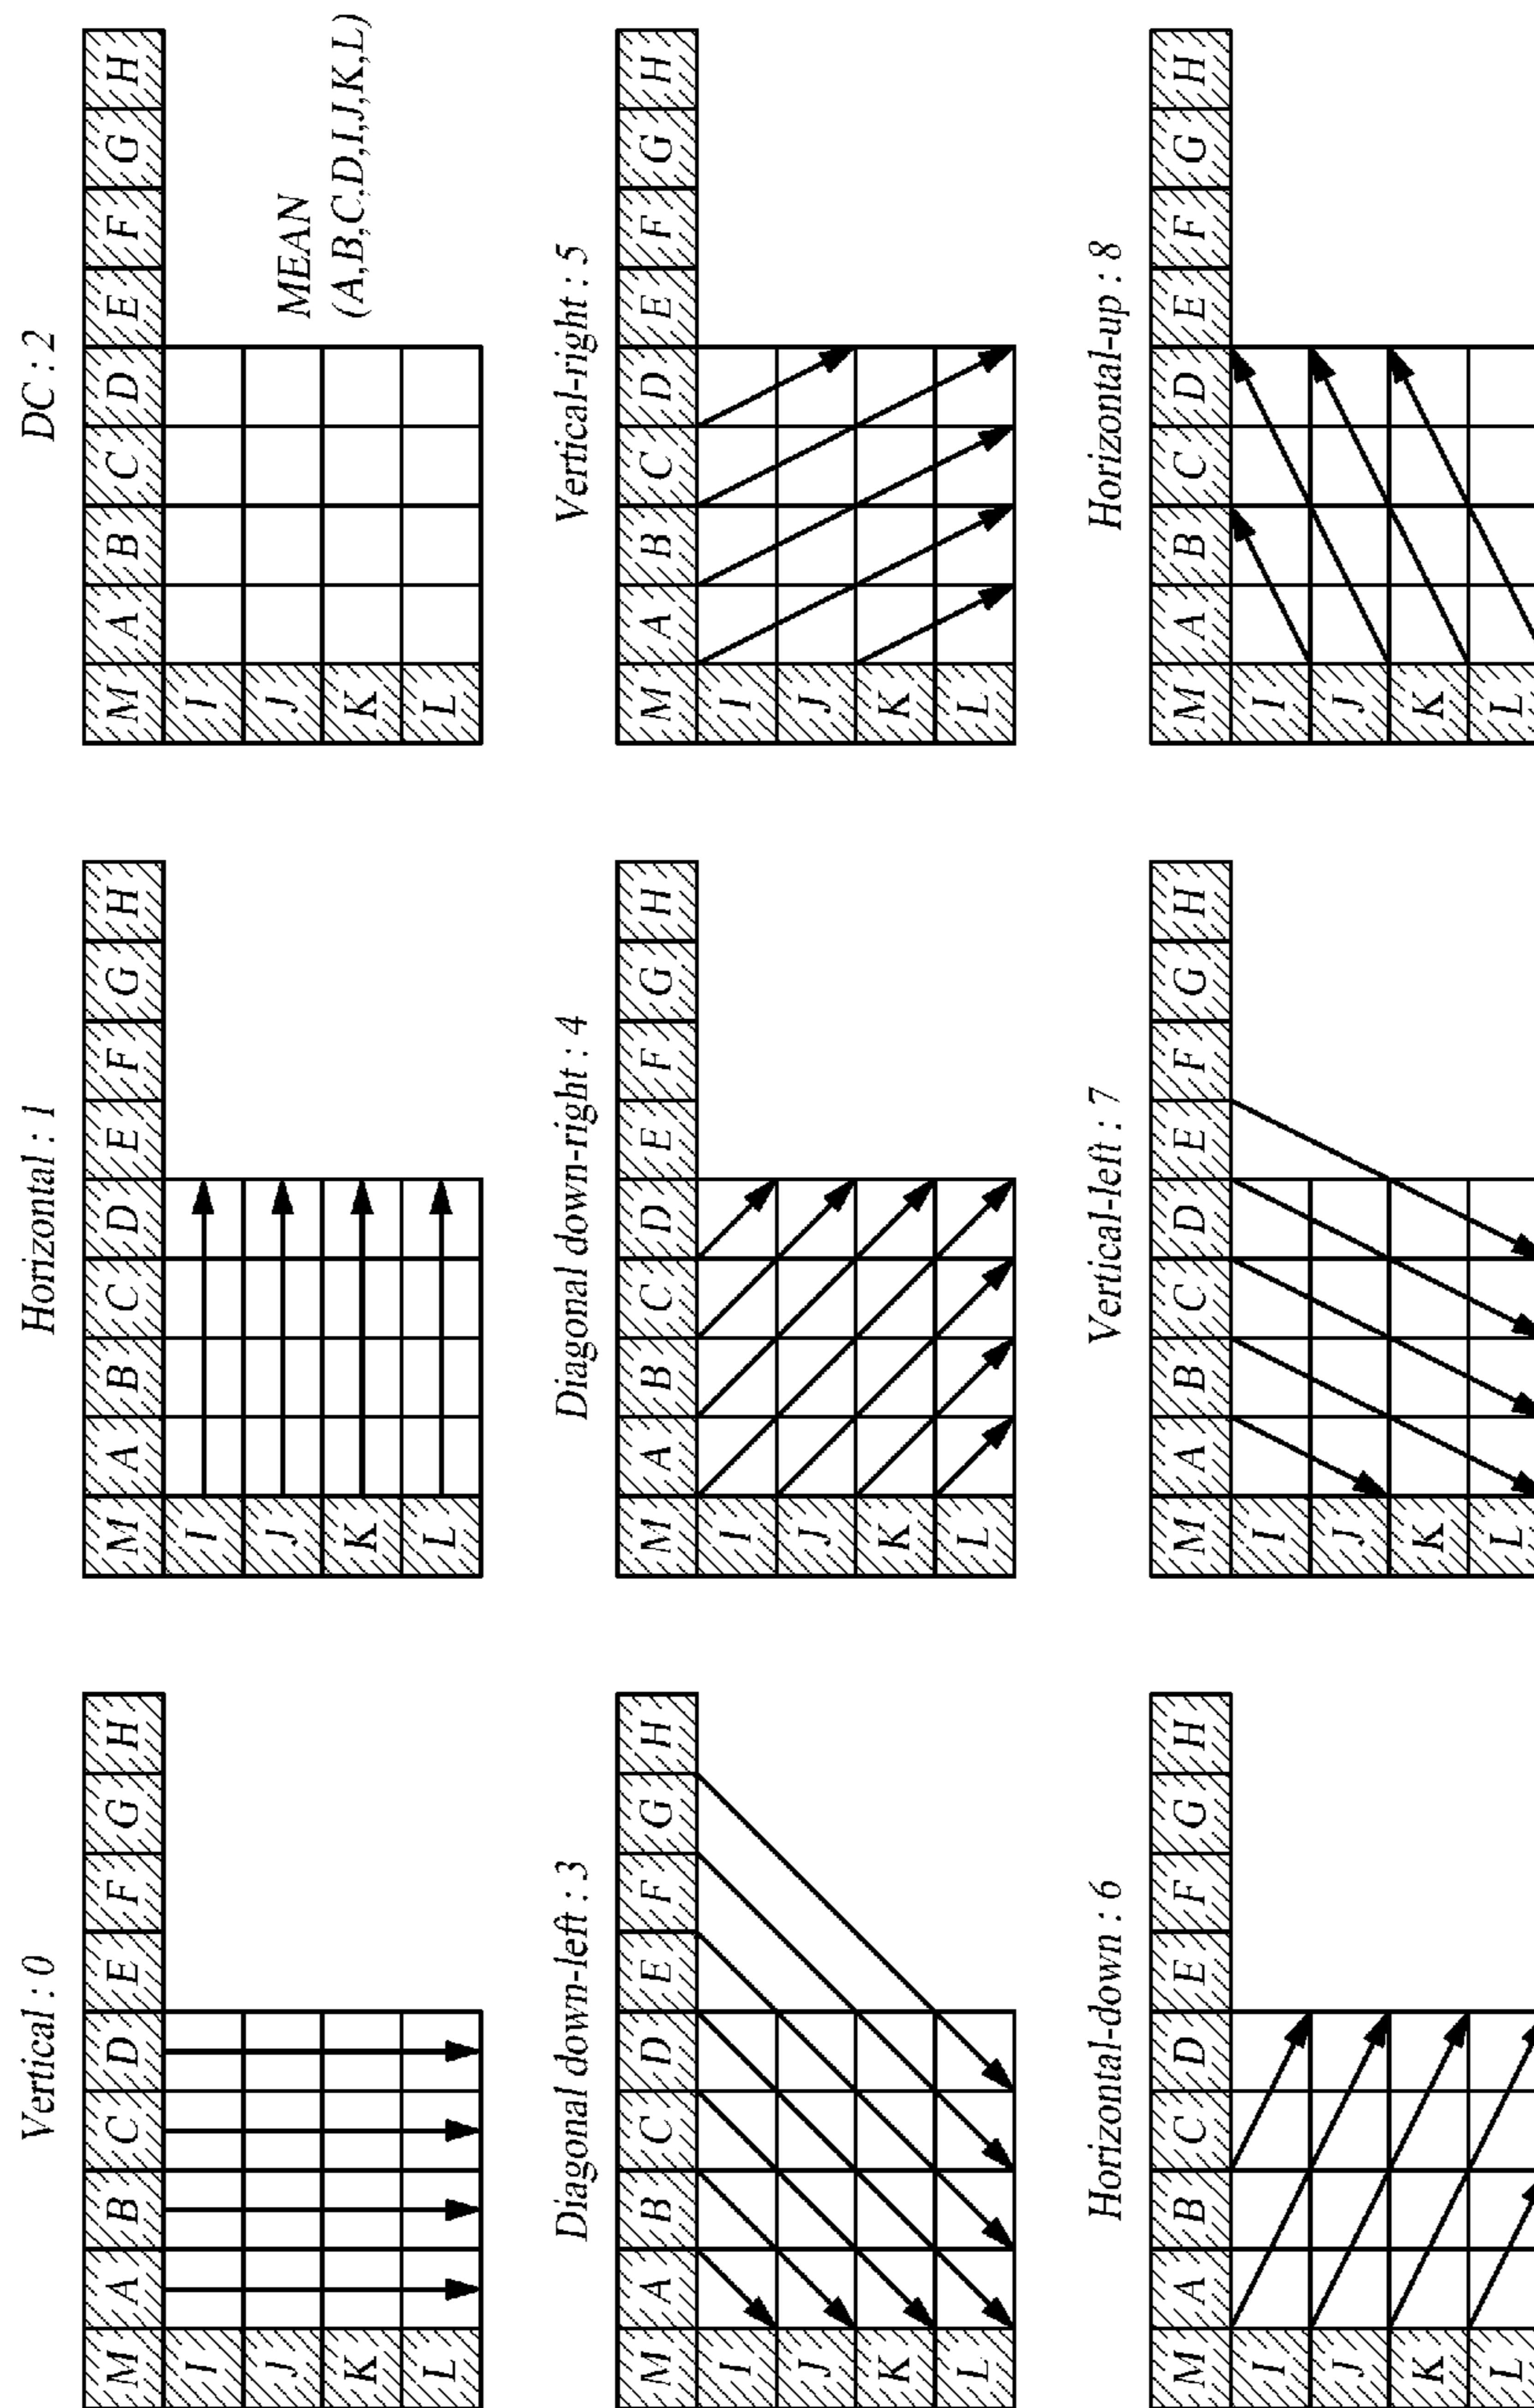 Vertical : 0
M A B C D E F G H
I
J
K
L
Horizontal : 1
M A B C D E F G H
I
J
K
L
DC : 2
M A B C D E F G H
I
J
K
L
MEAN
(A,B,C,D,I,J,K,L)
Diagonal down-left : 3
M A B C D E F G H
I
J
K
L
Diagonal down-right : 4
M A B C D E F G H
I
J
K
L
Vertical-right : 5
M A B C D E F G H
I
J
K
L
Horizontal-down : 6
M A B C D E F G H
I
J
K
L
Vertical-left : 7
M A B C D E F G H
I
J
K
L
Horizontal-up : 8
M A B C D E F G H
I
J
K
L